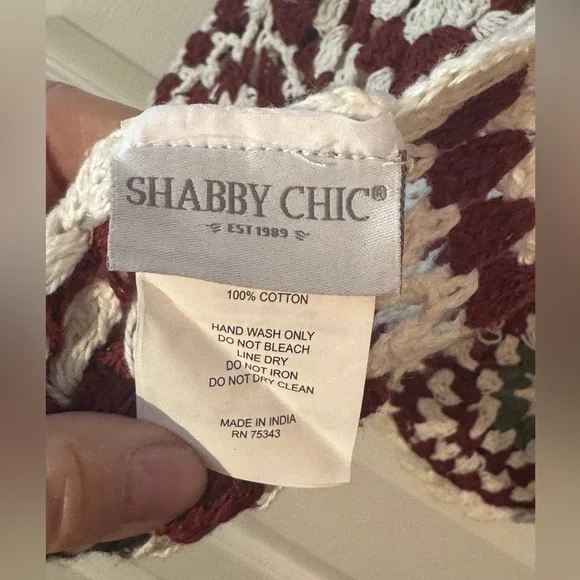 SHABBY CHIC®
EST 1989
100% COTTON
HAND WASH ONLY
DO NOT BLEACH
LINE DRY
DO NOT IRON
DO NOT DRY CLEAN
MADE IN INDIA
RN 75343